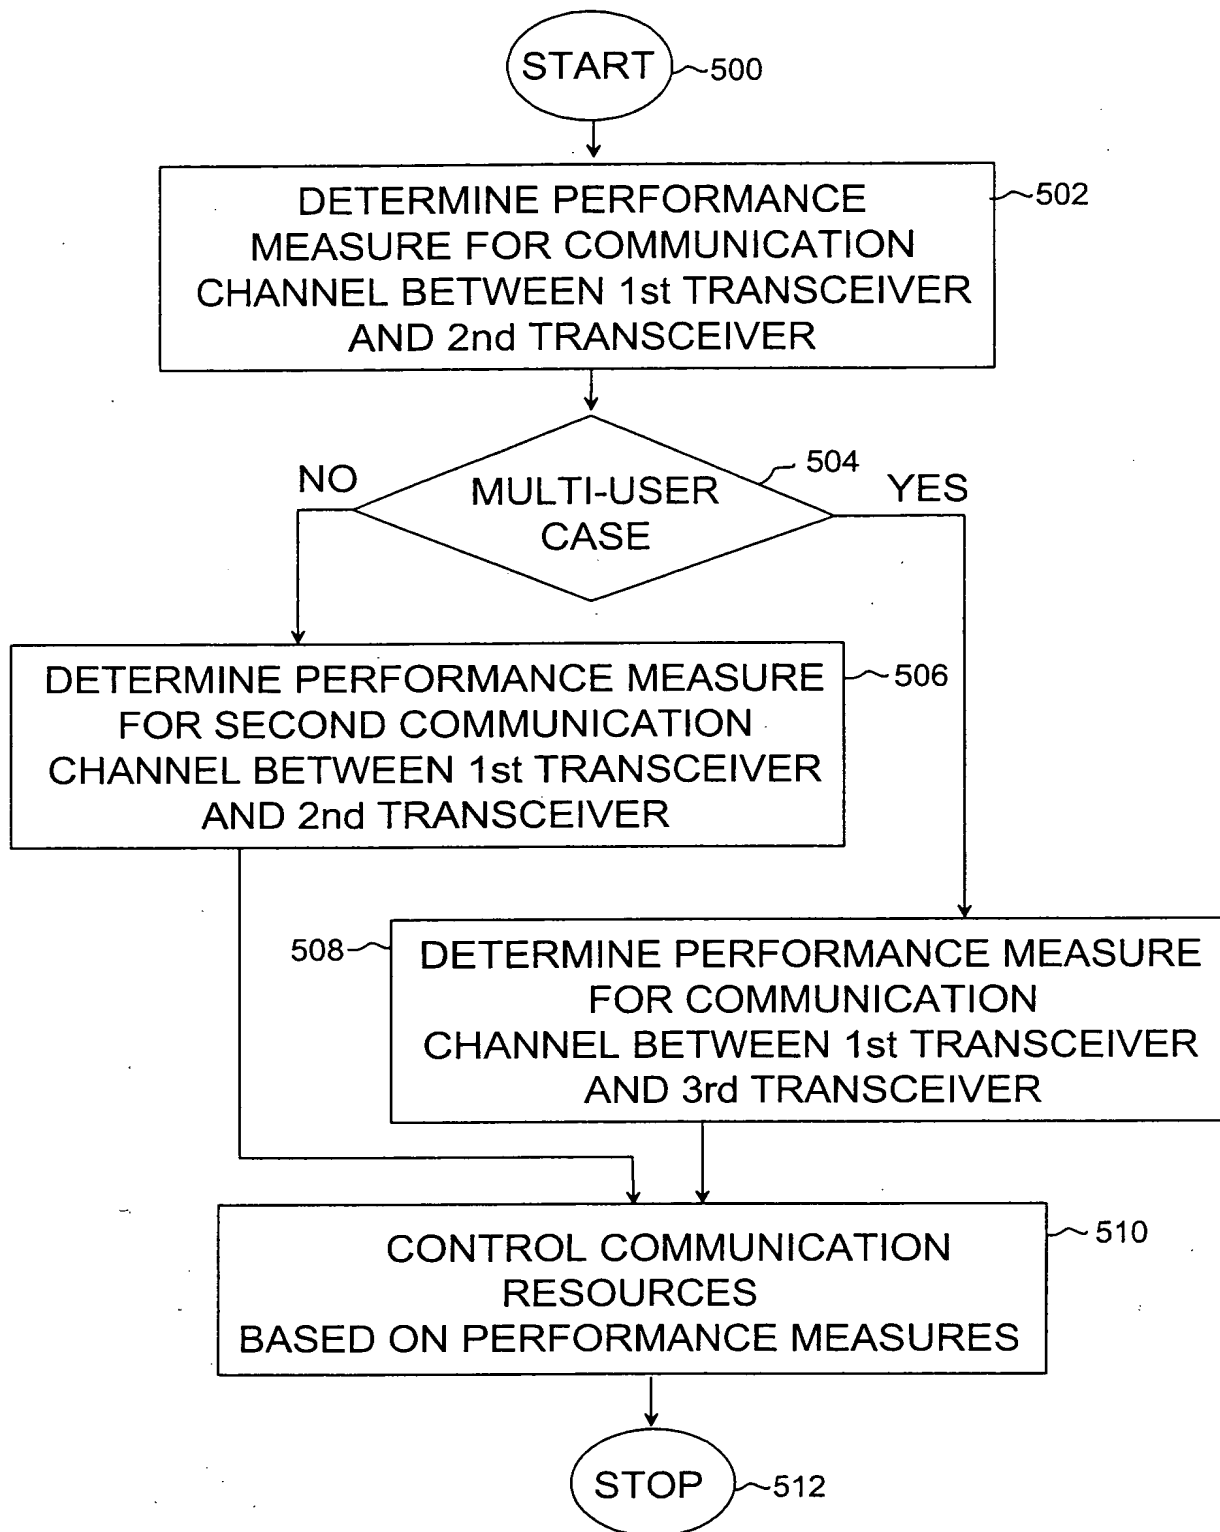 START
500
DETERMINE PERFORMANCE
MEASURE FOR COMMUNICATION
CHANNEL BETWEEN 1st TRANSCEIVER
AND 2nd TRANSCEIVER
502
MULTI-USER
CASE
504
NO
YES
DETERMINE PERFORMANCE MEASURE
FOR SECOND COMMUNICATION
CHANNEL BETWEEN 1st TRANSCEIVER
AND 2nd TRANSCEIVER
506
508
DETERMINE PERFORMANCE MEASURE
FOR COMMUNICATION
CHANNEL BETWEEN 1st TRANSCEIVER
AND 3rd TRANSCEIVER
CONTROL COMMUNICATION
RESOURCES
BASED ON PERFORMANCE MEASURES
510
STOP
512